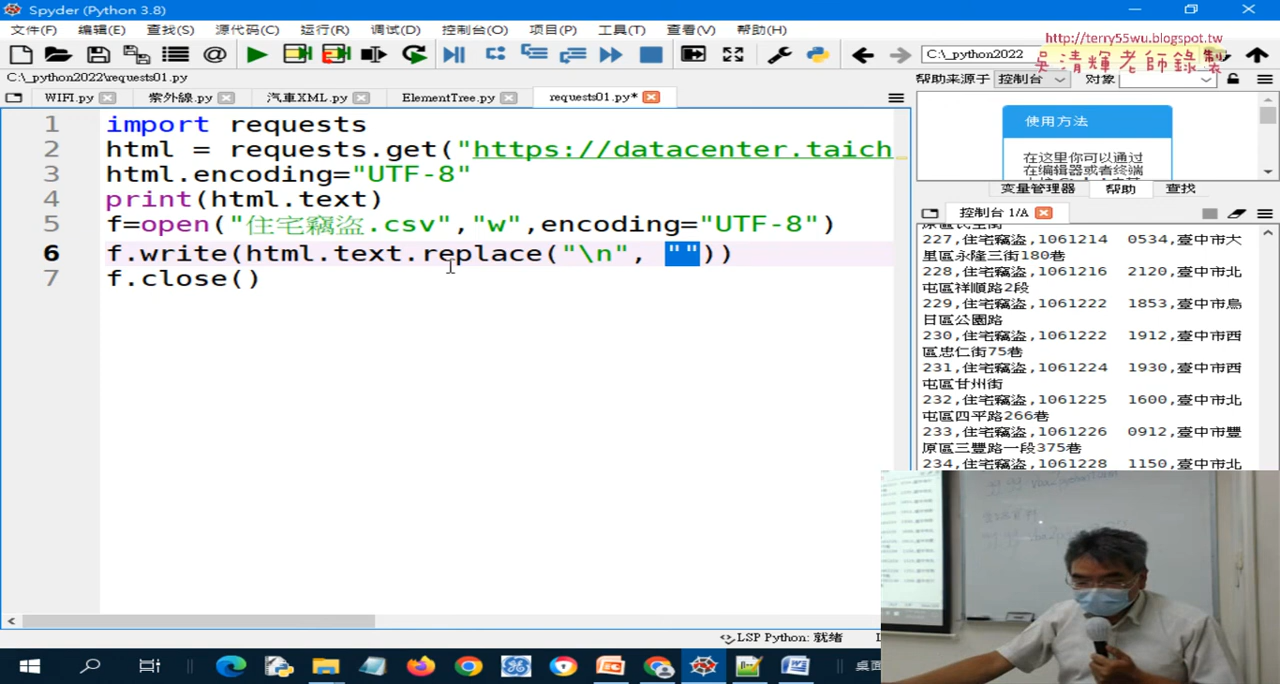 Spyder (Python 3.8)
文件(F) 编辑(E) 查找(S) 源代码(C) 运行(R) 调试(D) 控制台(O) 项目(P) 工具(T) 查看(V) 帮助(H)
http://terry55wu.blogspot.tw
吳清輝老師錄製
C:\_python2022
C:\_python2022\requests01.py
帮助来源于 控制台 对象
WIFI.py 紫外線.py 汽車XML.py ElementTree.py requests01.py*
1 import requests
2 html = requests.get("https://datacenter.taich
3 html.encoding="UTF-8"
4 print(html.text)
5 f=open("住宅竊盜.csv","w",encoding="UTF-8")
6 f.write(html.text.replace("\n", ""))
7 f.close()
使用方法
在这里你可以通过
在编辑器或者终端
变量管理器 帮助 查找
控制台 1/A
原區民生街
227,住宅竊盜,1061214 0534,臺中市大
里區永隆三街180巷
228,住宅竊盜,1061216 2120,臺中市北
屯區祥順路2段
229,住宅竊盜,1061222 1853,臺中市烏
日區公園路
230,住宅竊盜,1061222 1912,臺中市西
區忠仁街75巷
231,住宅竊盜,1061224 1930,臺中市西
屯區甘州街
232,住宅竊盜,1061225 1600,臺中市北
屯區四平路266巷
233,住宅竊盜,1061226 0912,臺中市豐
原區三豐路一段375巷
234,住宅竊盜,1061228 1150,臺中市北
LSP Python: 就绪
桌面